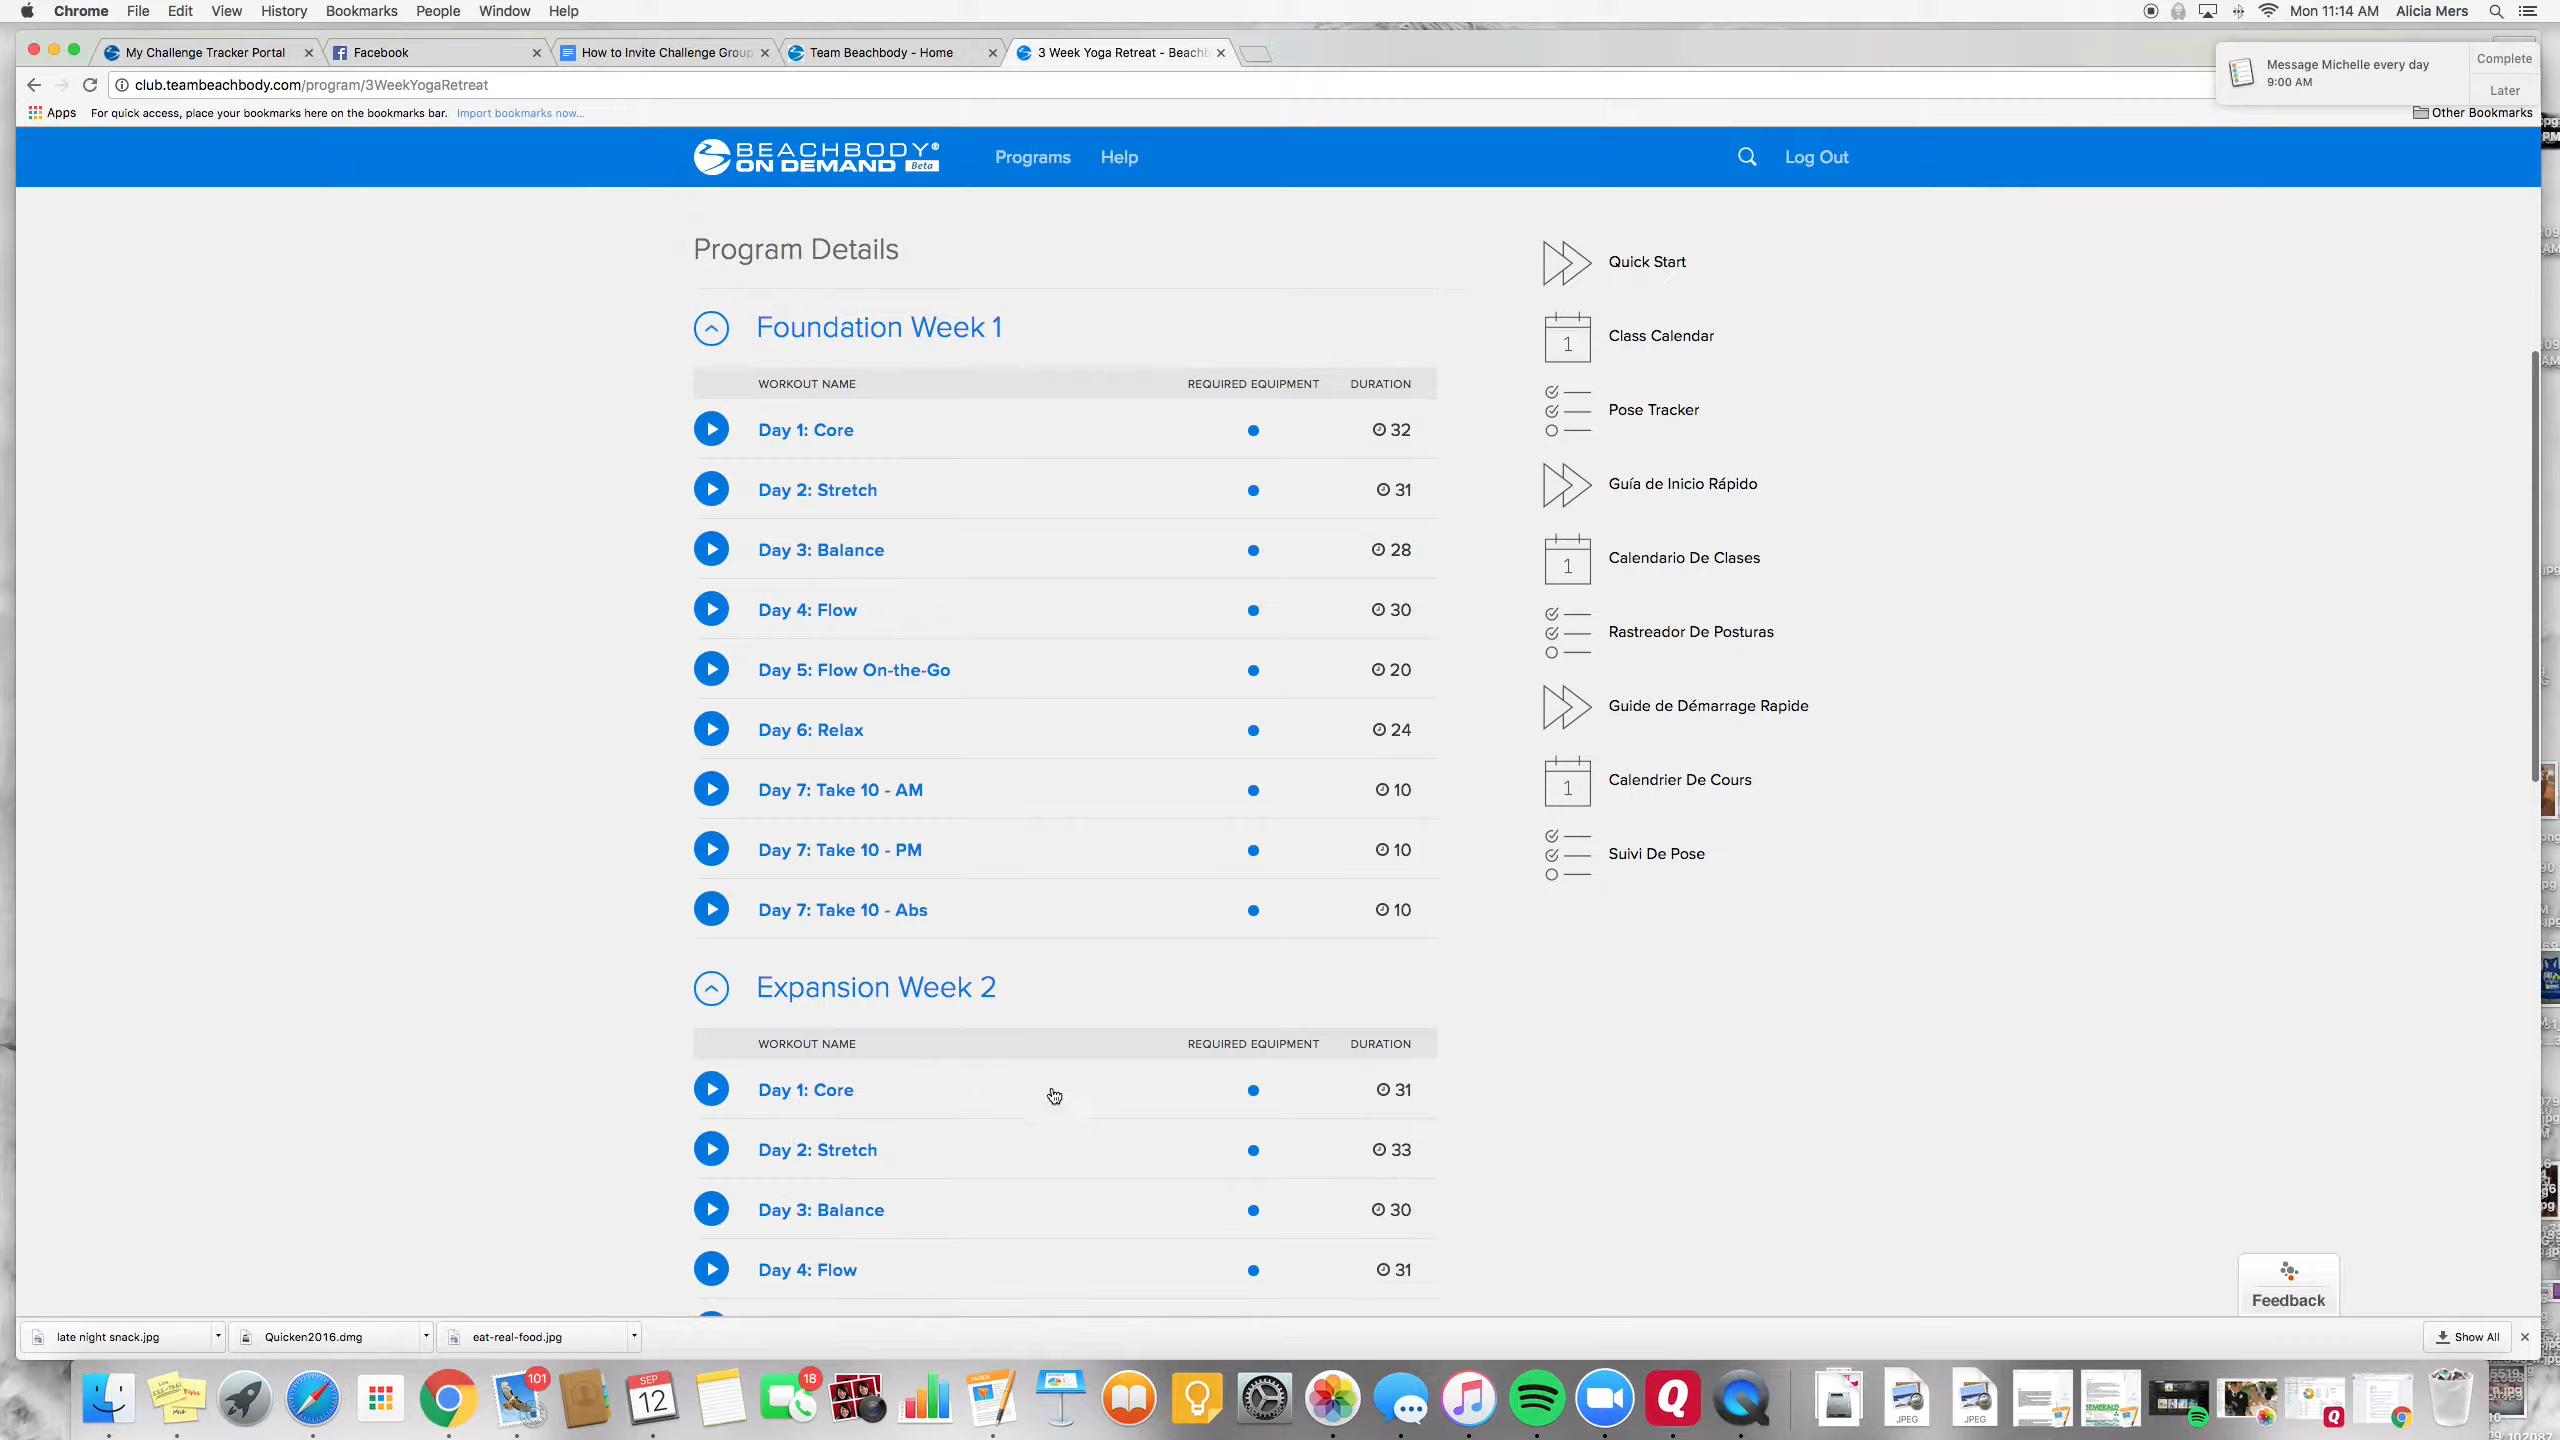 Chrome File Edit View History Bookmarks People Window Help Mon 11:14 AM Alicia Mers
My Challenge Tracker Portal Facebook How to Invite Challenge Group Team Beachbody - Home 3 Week Yoga Retreat - Beachb
club.teambeachbody.com/program/3WeekYogaRetreat
Message Michelle every day
9:00 AM
Complete
Later
Apps For quick access, place your bookmarks here on the bookmarks bar. Import bookmarks now... Other Bookmarks
BEACHBODY®
ON DEMAND Beta
Programs Help Log Out
Program Details
Foundation Week 1
WORKOUT NAME REQUIRED EQUIPMENT DURATION
Day 1: Core 32
Day 2: Stretch 31
Day 3: Balance 28
Day 4: Flow 30
Day 5: Flow On-the-Go 20
Day 6: Relax 24
Day 7: Take 10 - AM 10
Day 7: Take 10 - PM 10
Day 7: Take 10 - Abs 10
Expansion Week 2
WORKOUT NAME REQUIRED EQUIPMENT DURATION
Day 1: Core 31
Day 2: Stretch 33
Day 3: Balance 30
Day 4: Flow 31
Quick Start
1 Class Calendar
Pose Tracker
Guía de Inicio Rápido
1 Calendario De Clases
Rastreador De Posturas
Guide de Démarrage Rapide
1 Calendrier De Cours
Suivi De Pose
Feedback
late night snack.jpg Quicken2016.dmg eat-real-food.jpg Show All
101
SEP
12
18
JPEG
JPEG